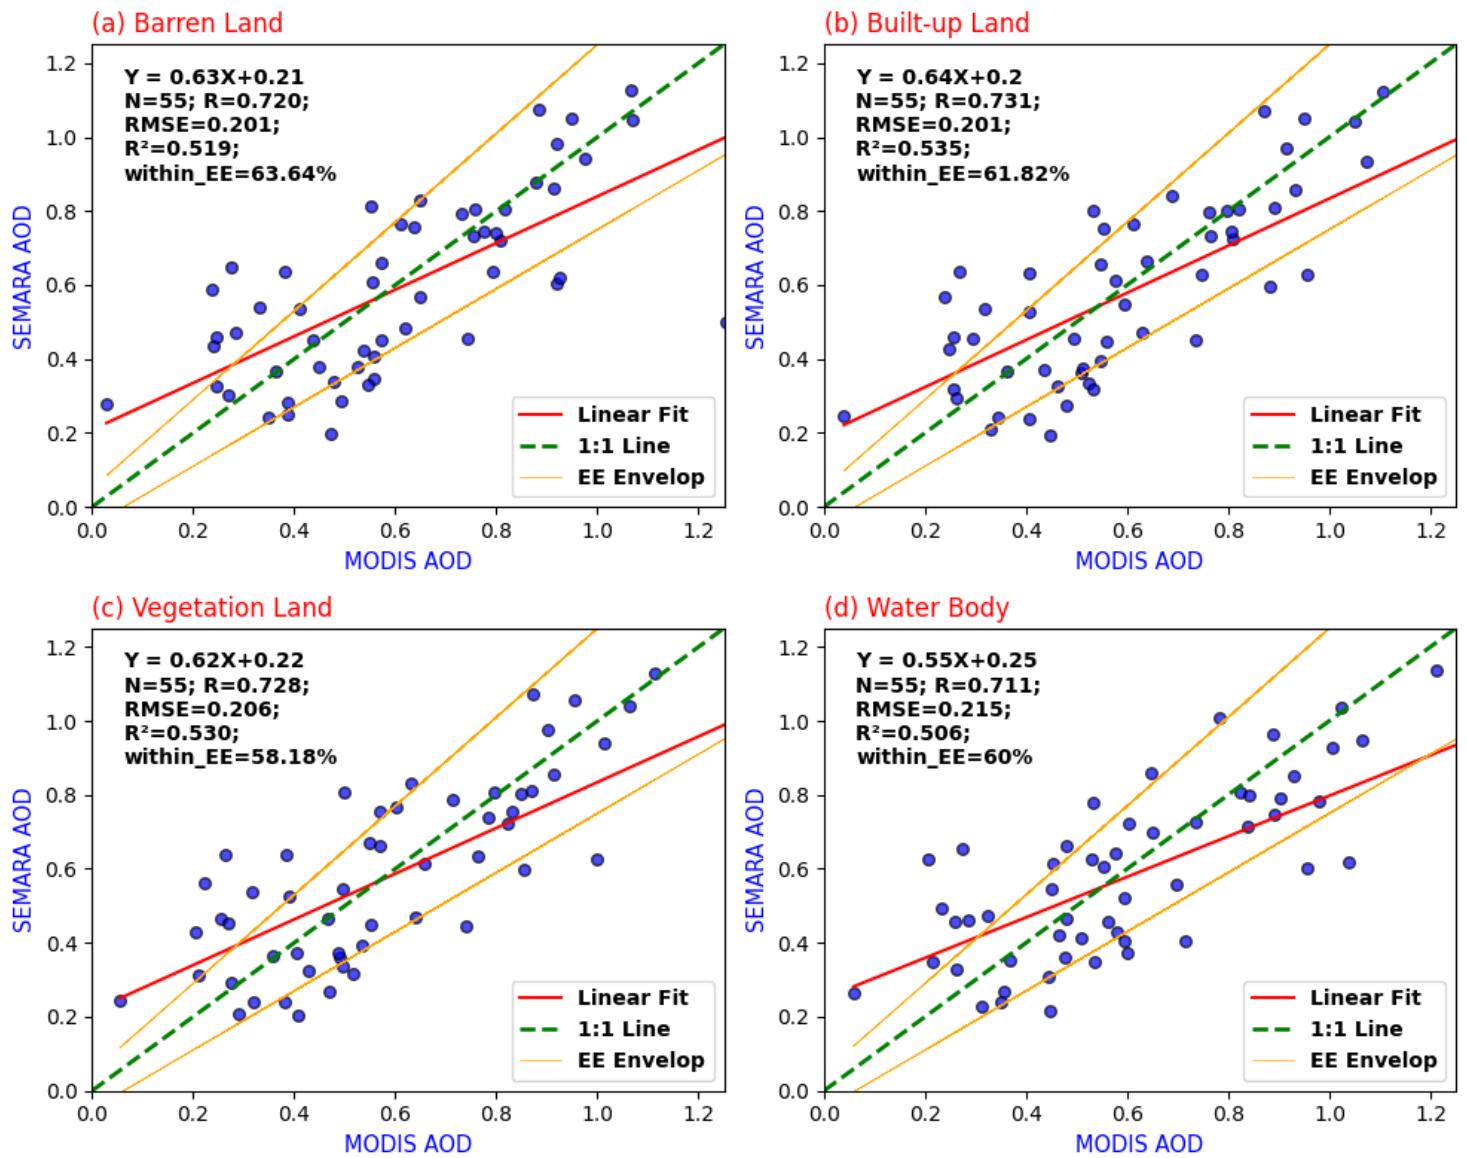 (a) Barren Land
Y = 0.63X+0.21
N=55; R=0.720;
RMSE=0.201;
R²=0.519;
within_EE=63.64%
Linear Fit
1:1 Line
EE Envelop
1.2
1.0
0.8
0.6
0.4
0.2
0.0
SEMARA AOD
0.0 0.2 0.4 0.6 0.8 1.0 1.2
MODIS AOD
(b) Built-up Land
Y = 0.64X+0.2
N=55; R=0.731;
RMSE=0.201;
R²=0.535;
within_EE=61.82%
Linear Fit
1:1 Line
EE Envelop
1.2
1.0
0.8
0.6
0.4
0.2
0.0
SEMARA AOD
0.0 0.2 0.4 0.6 0.8 1.0 1.2
MODIS AOD
(c) Vegetation Land
Y = 0.62X+0.22
N=55; R=0.728;
RMSE=0.206;
R²=0.530;
within_EE=58.18%
Linear Fit
1:1 Line
EE Envelop
1.2
1.0
0.8
0.6
0.4
0.2
0.0
SEMARA AOD
0.0 0.2 0.4 0.6 0.8 1.0 1.2
MODIS AOD
(d) Water Body
Y = 0.55X+0.25
N=55; R=0.711;
RMSE=0.215;
R²=0.506;
within_EE=60%
Linear Fit
1:1 Line
EE Envelop
1.2
1.0
0.8
0.6
0.4
0.2
0.0
SEMARA AOD
0.0 0.2 0.4 0.6 0.8 1.0 1.2
MODIS AOD